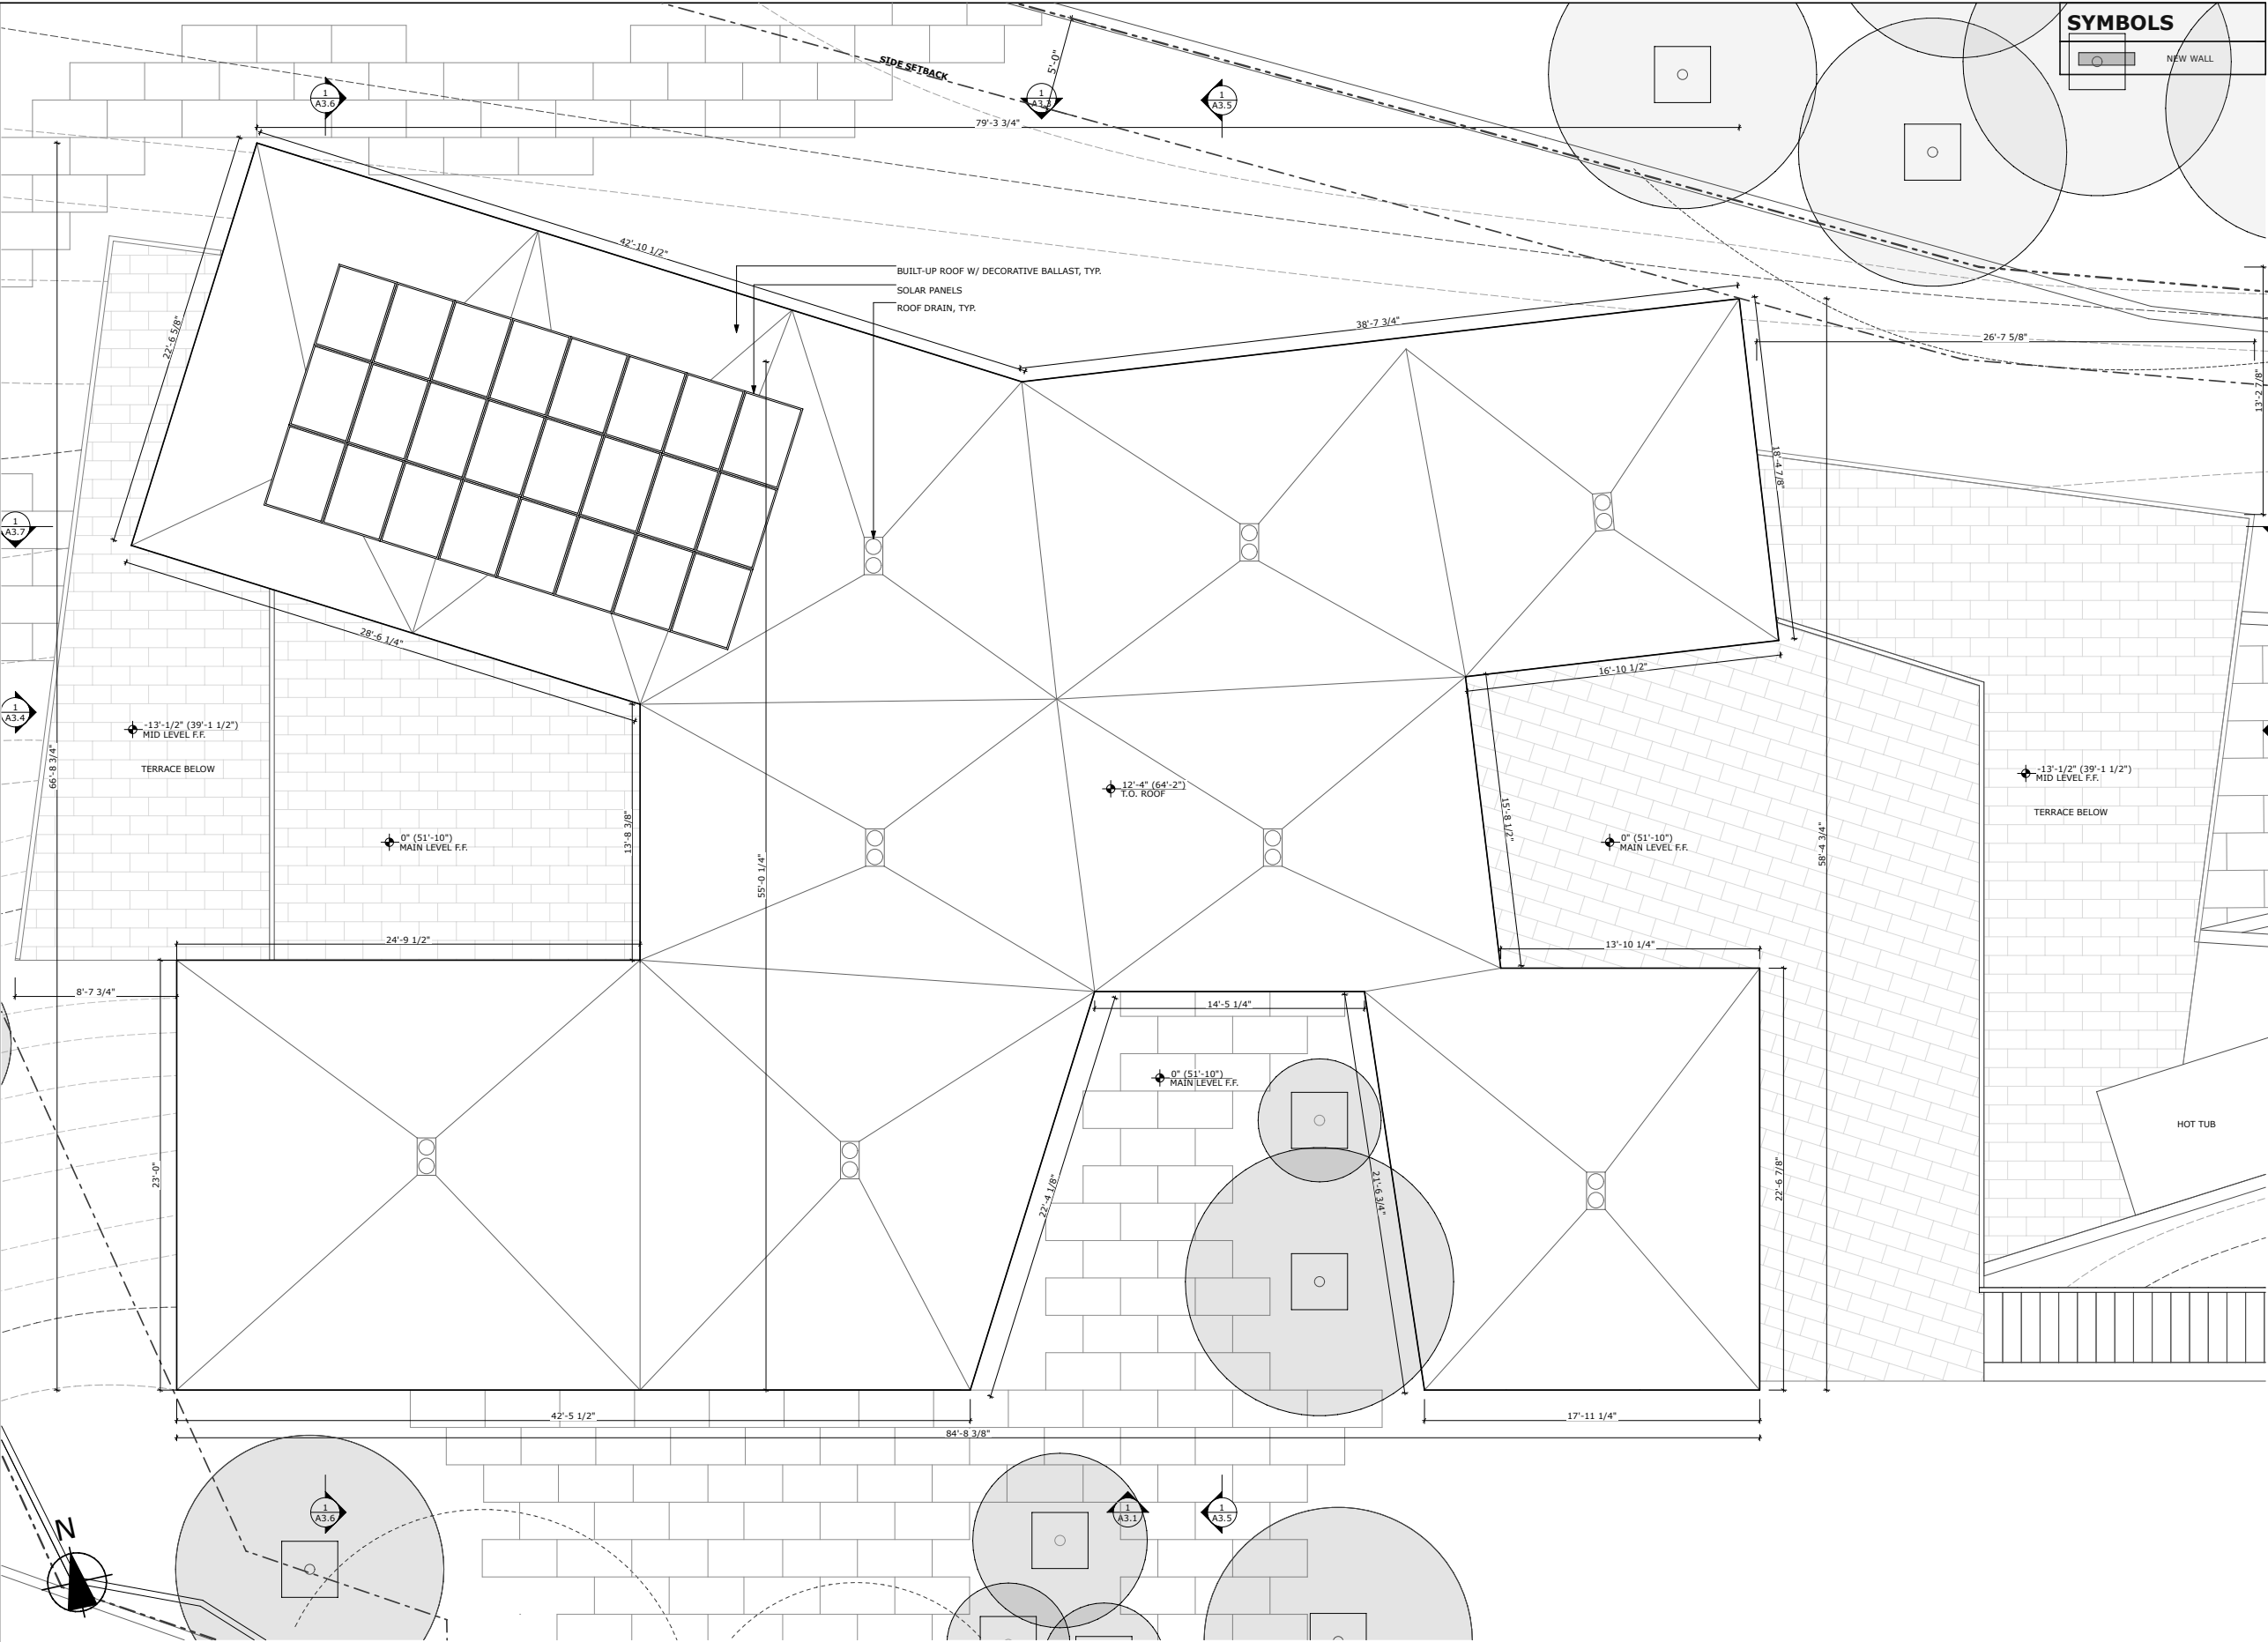 SYMBOLS
NEW WALL
SIDE SETBACK
5'-0"
1
A3.6
1
A3.3
1
A3.5
79'-3 3/4"
42'-10 1/2"
BUILT-UP ROOF W/ DECORATIVE BALLAST, TYP.
SOLAR PANELS
ROOF DRAIN, TYP.
22'-6 5/8"
38'-7 3/4"
26'-7 5/8"
13'-2 7/8"
18'-4 7/8"
1
A3.7
28'-6 1/4"
16'-10 1/2"
1
A3.4
-13'-1/2" (39'-1 1/2")
MID LEVEL F.F.
TERRACE BELOW
66'-8 3/4"
12'-4" (64'-2")
T.O. ROOF
-13'-1/2" (39'-1 1/2")
MID LEVEL F.F.
TERRACE BELOW
0" (51'-10")
MAIN LEVEL F.F.
13'-8 3/8"
55'-0 1/4"
15'-8 1/2"
0" (51'-10")
MAIN LEVEL F.F.
58'-4 3/4"
24'-9 1/2"
13'-10 1/4"
8'-7 3/4"
14'-5 1/4"
0" (51'-10")
MAIN LEVEL F.F.
HOT TUB
23'-0"
22'-4 1/8"
21'-6 3/4"
22'-6 7/8"
42'-5 1/2"
17'-11 1/4"
84'-8 3/8"
1
A3.6
1
A3.1
1
A3.5
N